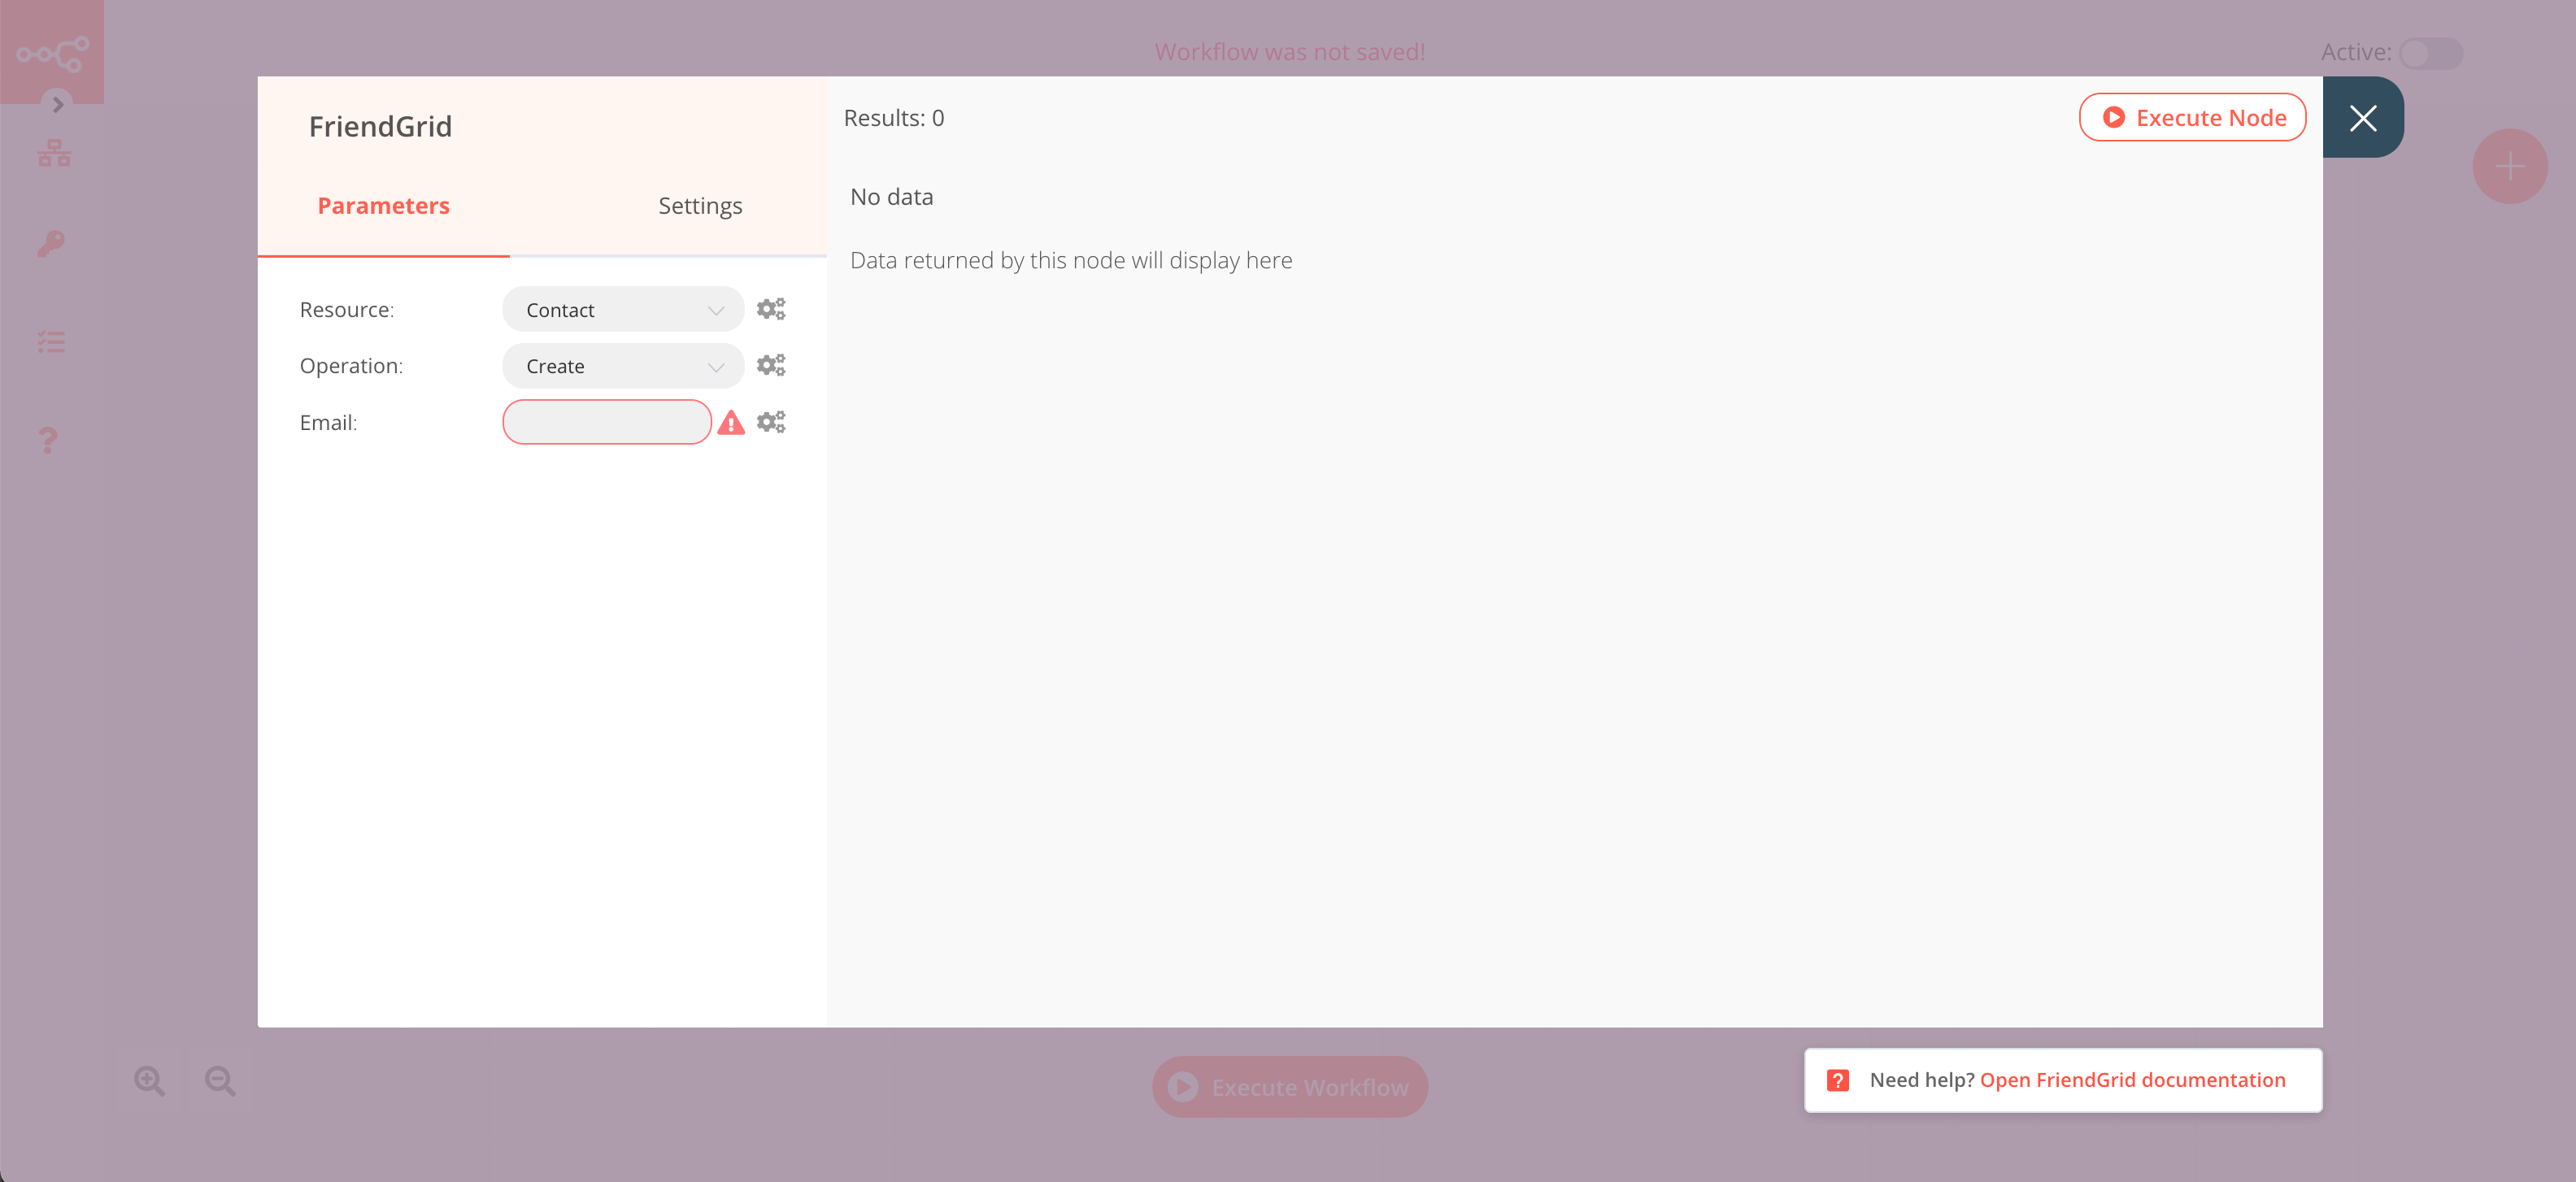 Workflow was not saved!
Active:
FriendGrid
Parameters
Settings
Resource:
Contact
Operation:
Create
Email:
Results: 0
Execute Node
No data
Data returned by this node will display here
Execute Workflow
Need help? Open FriendGrid documentation